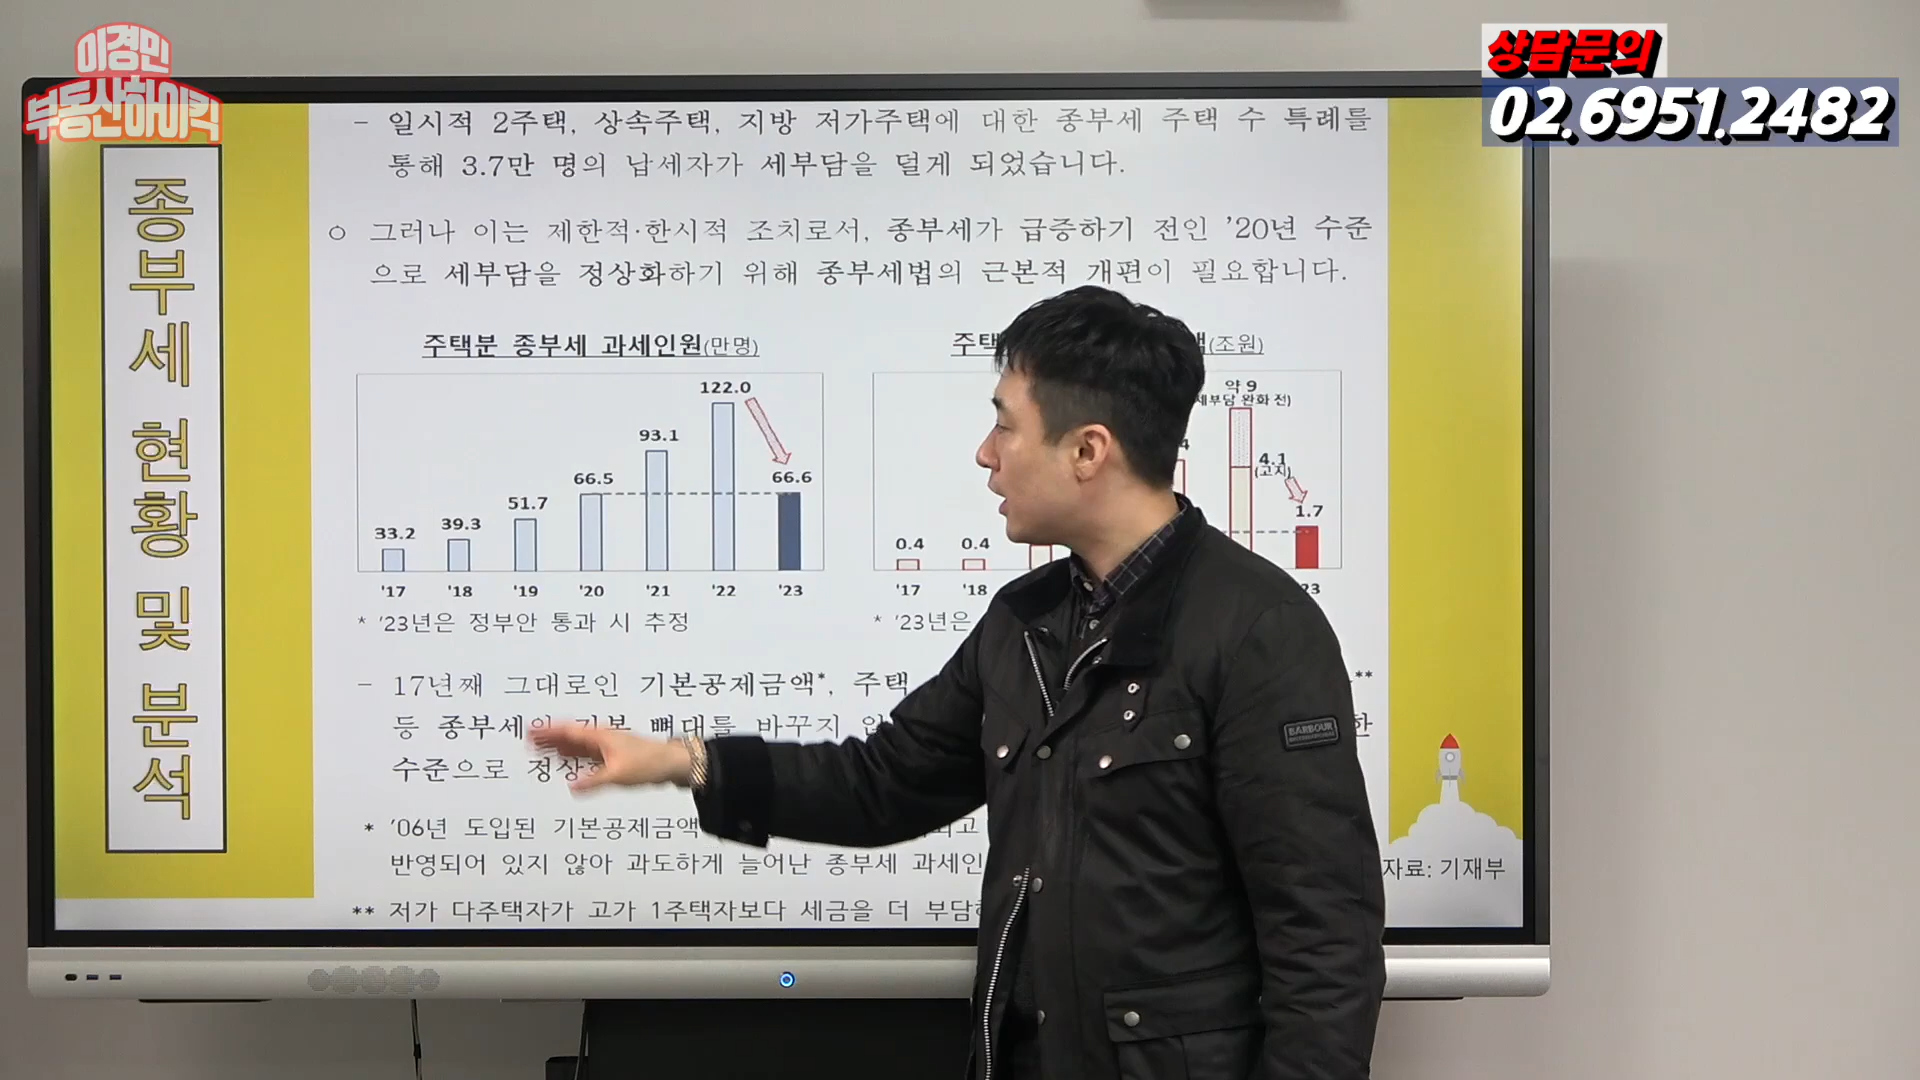 이경민
부동산하이킥
상담문의
02.6951.2482
종부세 현황 및 분석
- 일시적 2주택, 상속주택, 지방 저가주택에 대한 종부세 주택 수 특례를
통해 3.7만 명의 납세자가 세부담을 덜게 되었습니다.
○ 그러나 이는 제한적·한시적 조치로서, 종부세가 급증하기 전인 '20년 수준
으로 세부담을 정상화하기 위해 종부세법의 근본적 개편이 필요합니다.
주택분 종부세 과세인원(만명)
33.2 39.3 51.7 66.5 93.1 122.0 66.6
'17 '18 '19 '20 '21 '22 '23
* '23년은 정부안 통과 시 추정
(조원)
약 9
세부담 완화 전)
4.1
(고지)
1.7
0.4 0.4
'17 '18 23
* '23년은
- 17년째 그대로인 기본공제금액*, 주택 **
등 종부세의 기본 뼈대를 바꾸지 한
수준으로
* '06년 도입된 기본공제금액
반영되어 있지 않아 과도하게 늘어난 종부세
** 저가 다주택자가 고가 1주택자보다 세금을 더
자료: 기재부
BARBOUR
INTERNATIONAL